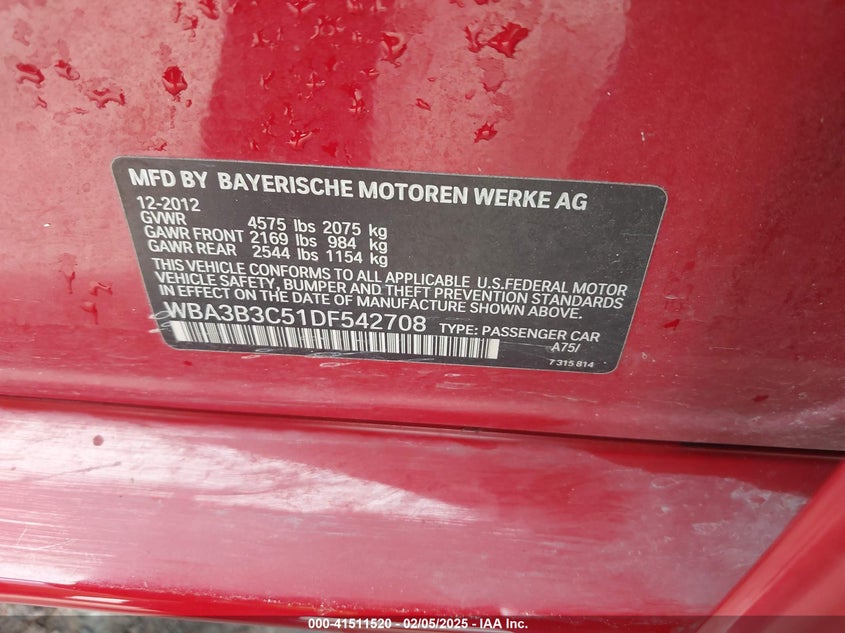 MFD BY BAYERISCHE MOTOREN WERKE AG
12-2012
GVWR 4575 lbs 2075 kg
GAWR FRONT 2169 lbs 984 kg
GAWR REAR 2544 lbs 1154 kg
THIS VEHICLE CONFORMS TO ALL APPLICABLE U.S.FEDERAL MOTOR
VEHICLE SAFETY, BUMPER AND THEFT PREVENTION STANDARDS
IN EFFECT ON THE DATE OF MANUFACTURE SHOWN ABOVE.
WBA3B3C51DF542708 TYPE: PASSENGER CAR
A75/
7 315 814
000-41511520 - 02/05/2025 - IAA Inc.